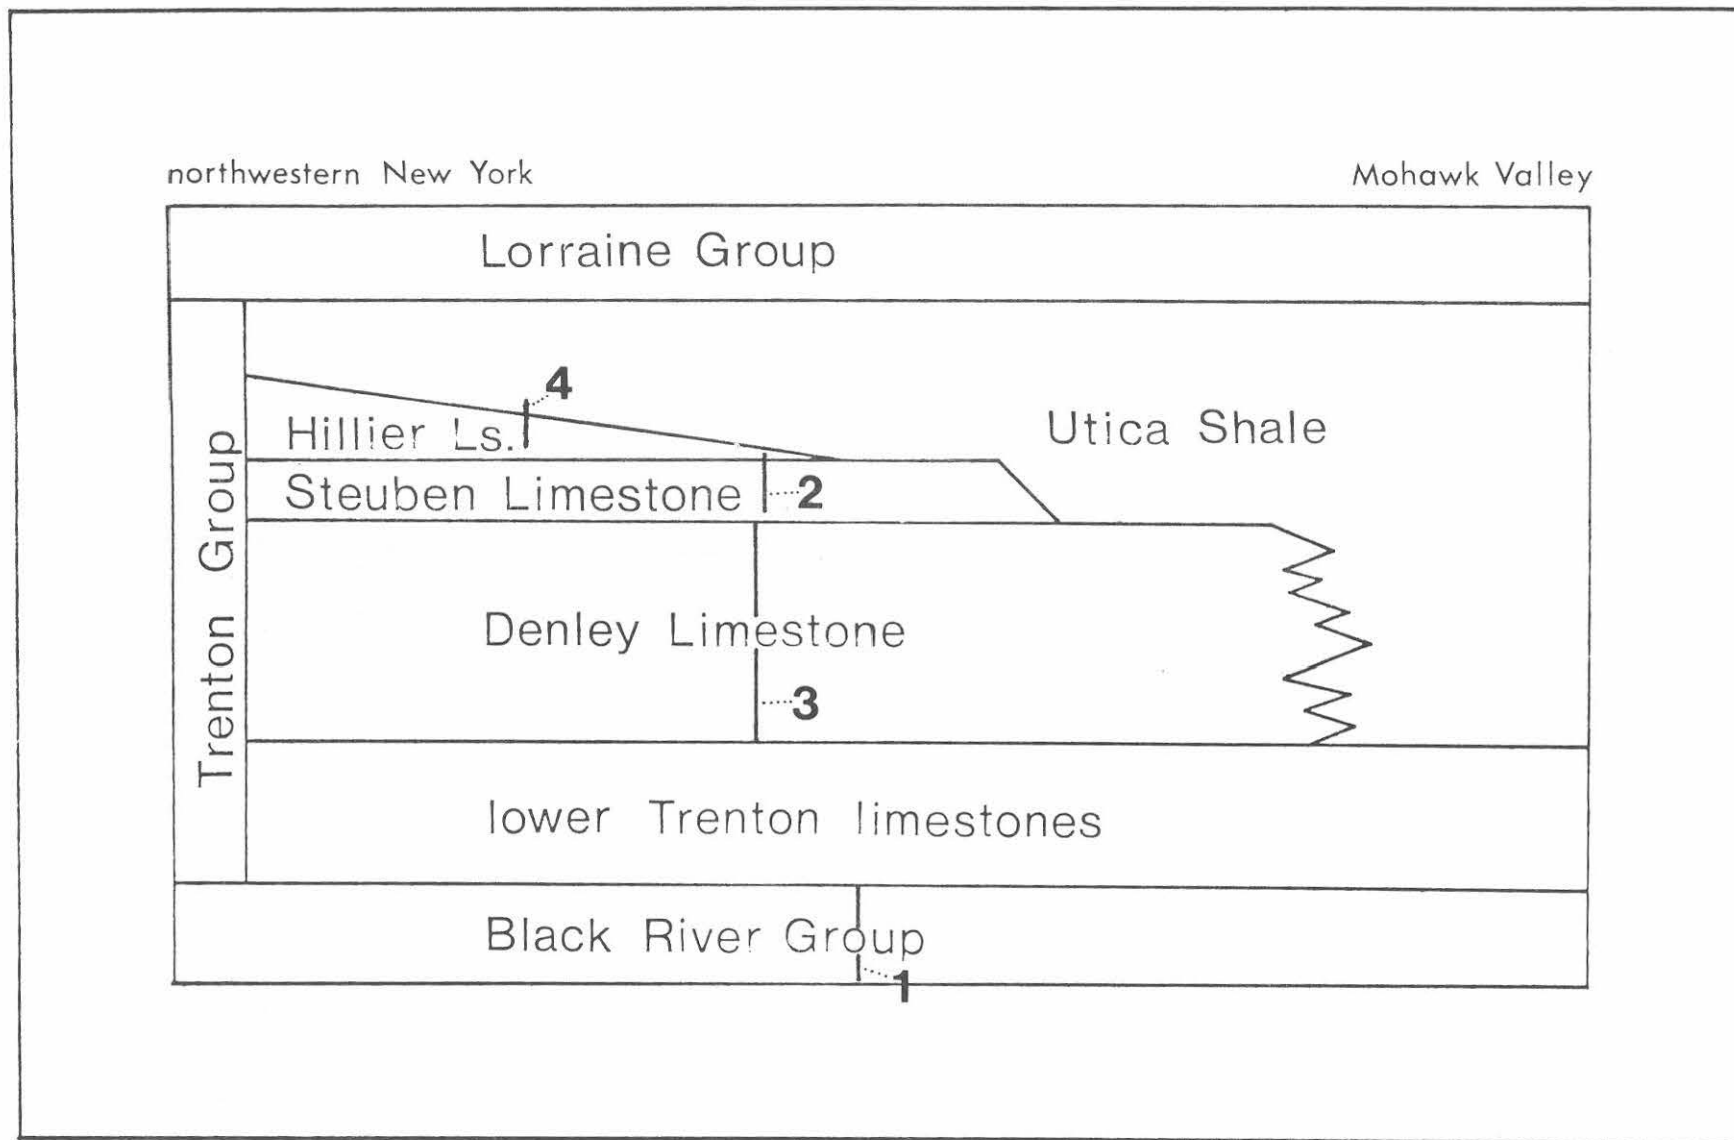 northwestern New York
Mohawk Valley
Lorraine Group
4
Hillier Ls.
Utica Shale
Steuben Limestone
2
Trenton Group
Denley Limestone
3
lower Trenton limestones
Black River Group
1